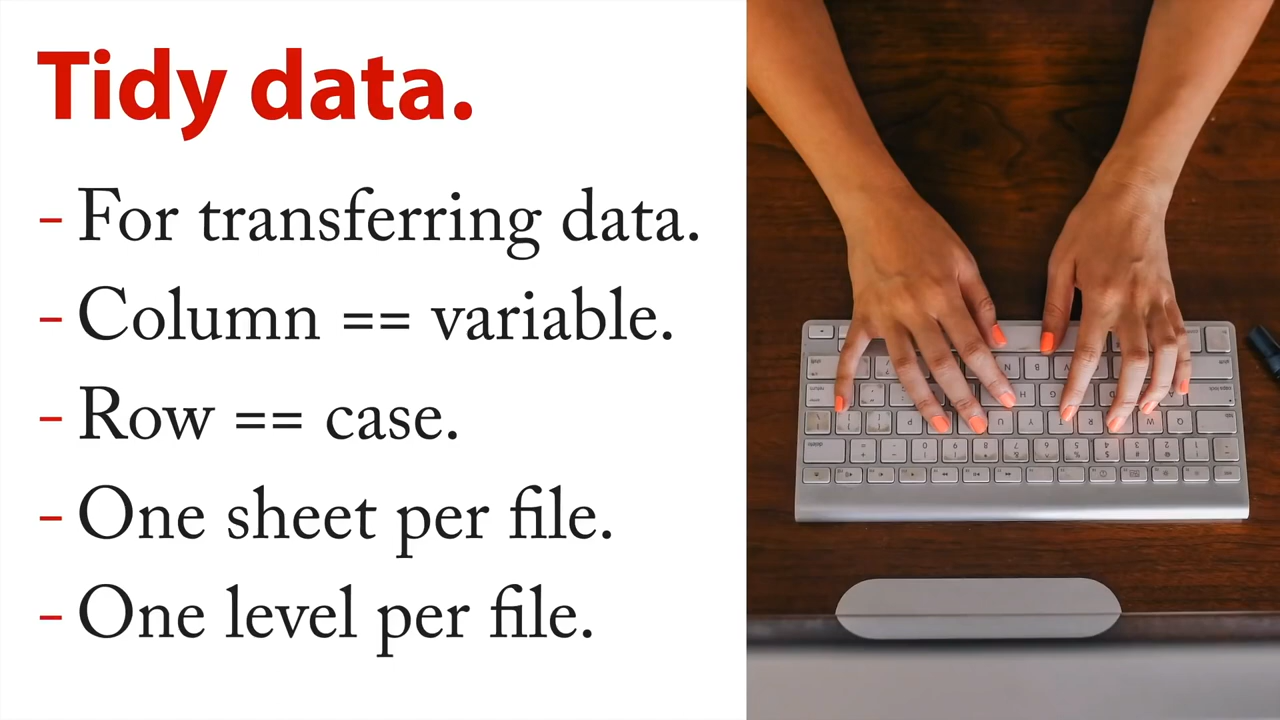 Tidy data.
- For transferring data.
- Column == variable.
- Row == case.
- One sheet per file.
- One level per file.